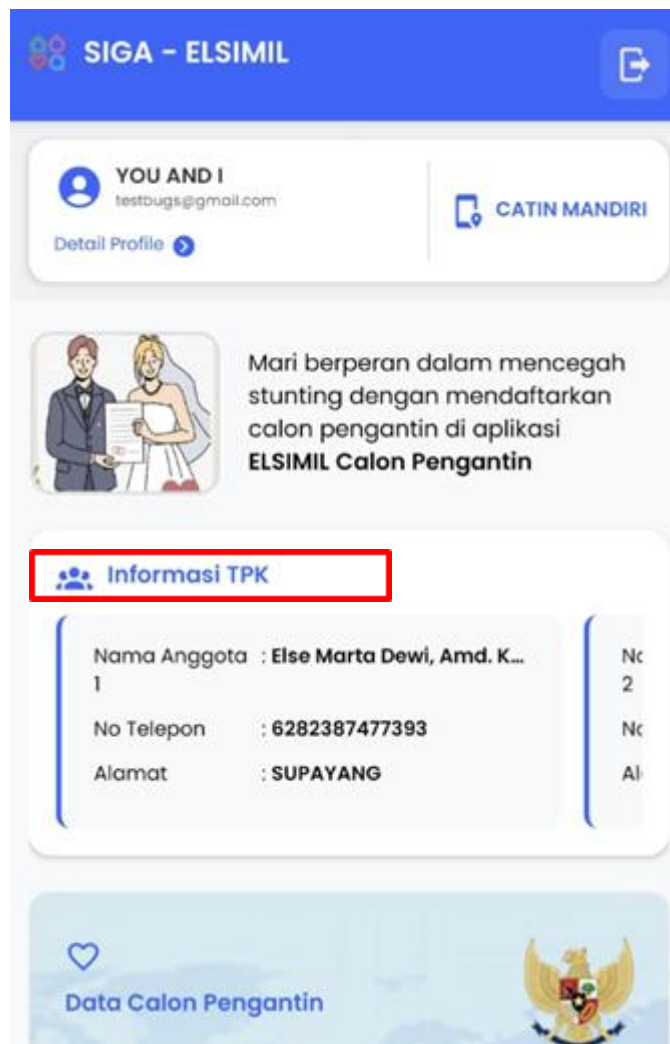 SIGA - ELSIMIL
YOU AND I
testbugs@gmail.com
Detail Profile
CATIN MANDIRI
Mari berperan dalam mencegah
stunting dengan mendaftarkan
calon pengantin di aplikasi
ELSIMIL Calon Pengantin
Informasi TPK
Nama Anggota : Else Marta Dewi, Amd. K...
1
No Telepon : 6282387477393
Alamat : SUPAYANG
2
Data Calon Pengantin